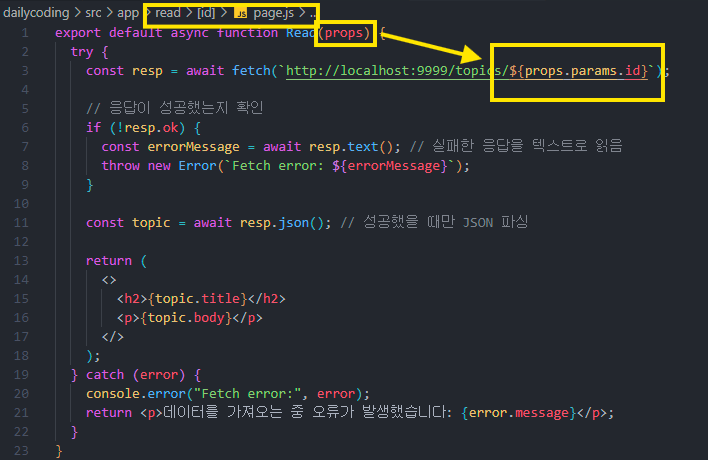 dailycoding > src > app > read > [id] > JS page.js > ...
1 export default async function Read(props) {
2 try {
3 const resp = await fetch(`http://localhost:9999/topics/${props.params.id}`);
4
5 // 응답이 성공했는지 확인
6 if (!resp.ok) {
7 const errorMessage = await resp.text(); // 실패한 응답을 텍스트로 읽음
8 throw new Error(`Fetch error: ${errorMessage}`);
9 }
10
11 const topic = await resp.json(); // 성공했을 때만 JSON 파싱
12
13 return (
14 <>
15 <h2>{topic.title}</h2>
16 <p>{topic.body}</p>
17 </>
18 );
19 } catch (error) {
20 console.error("Fetch error:", error);
21 return <p>데이터를 가져오는 중 오류가 발생했습니다: {error.message}</p>;
22 }
23 }